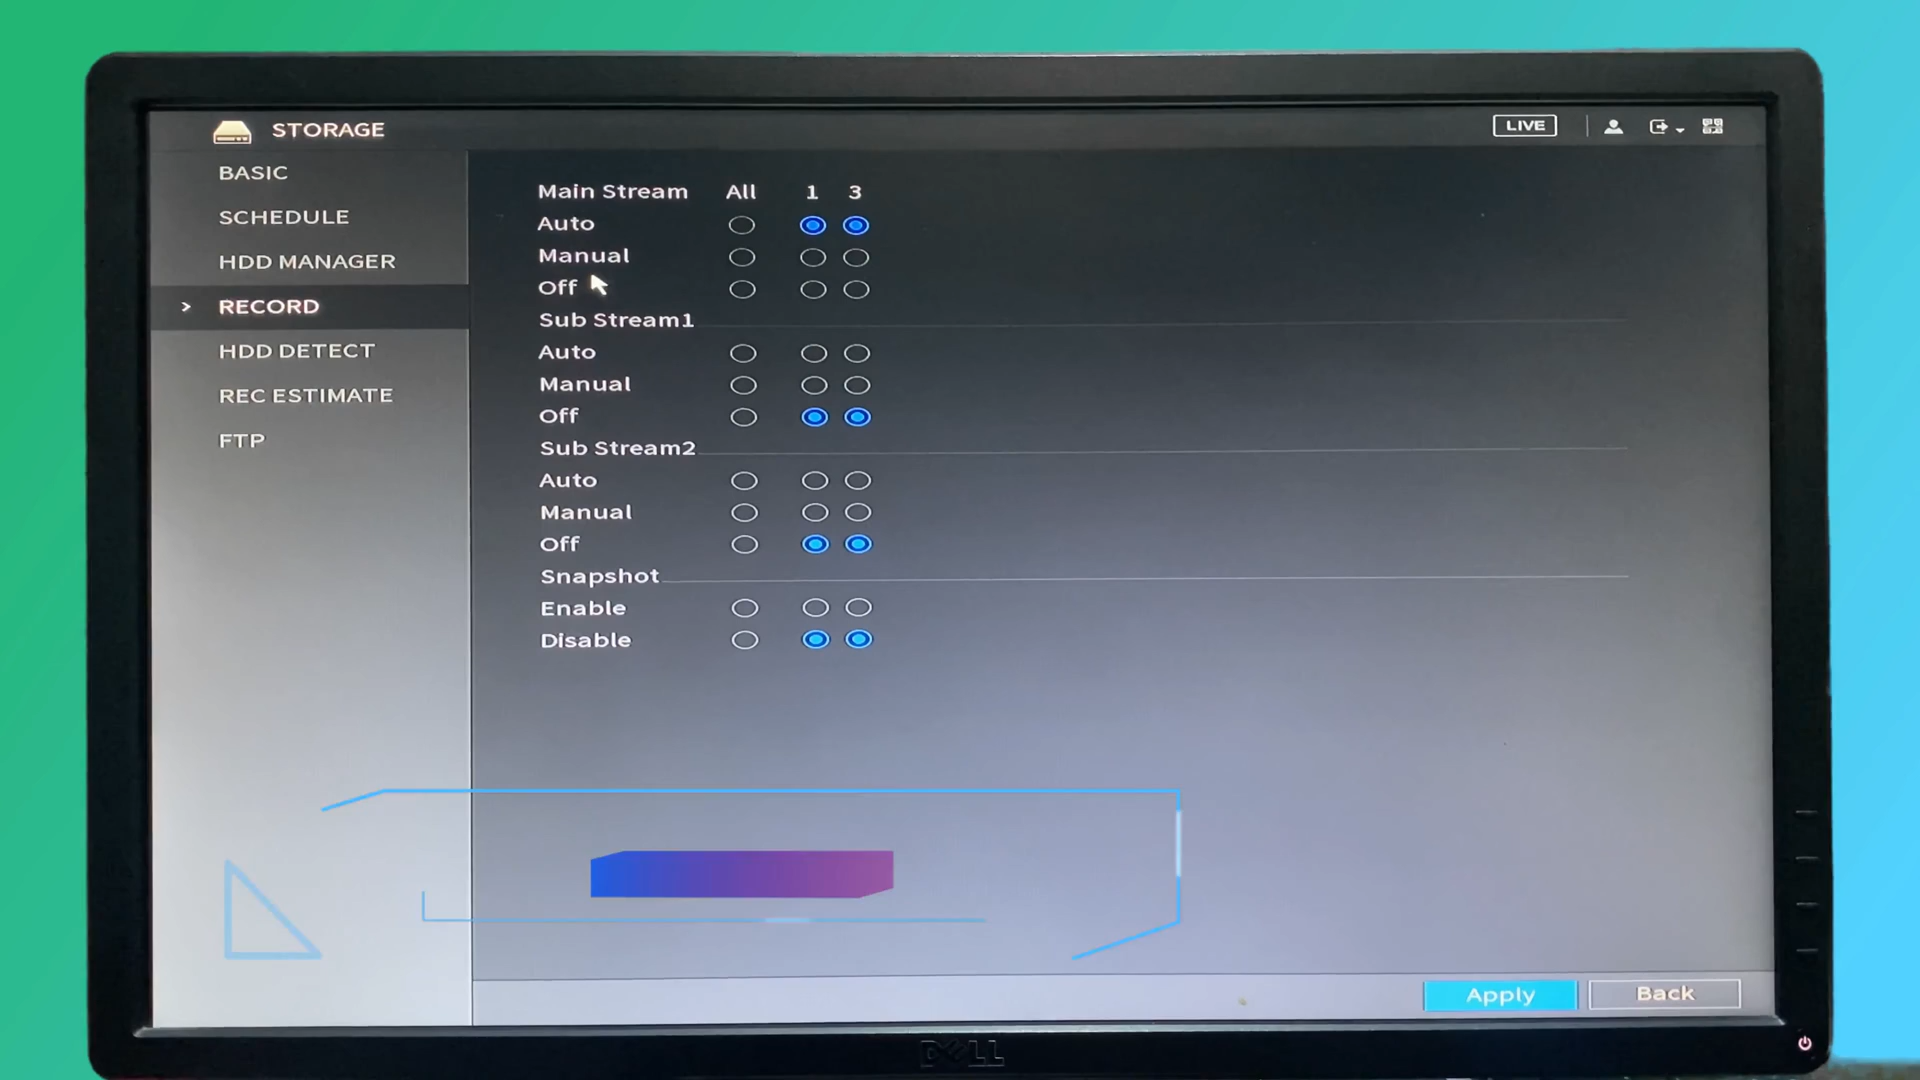 STORAGE
LIVE
BASIC
SCHEDULE
HDD MANAGER
> RECORD
HDD DETECT
REC ESTIMATE
FTP
Main Stream All 1 3
Auto
Manual
Off
Sub Stream1
Auto
Manual
Off
Sub Stream2
Auto
Manual
Off
Snapshot
Enable
Disable
Apply Back
DELL